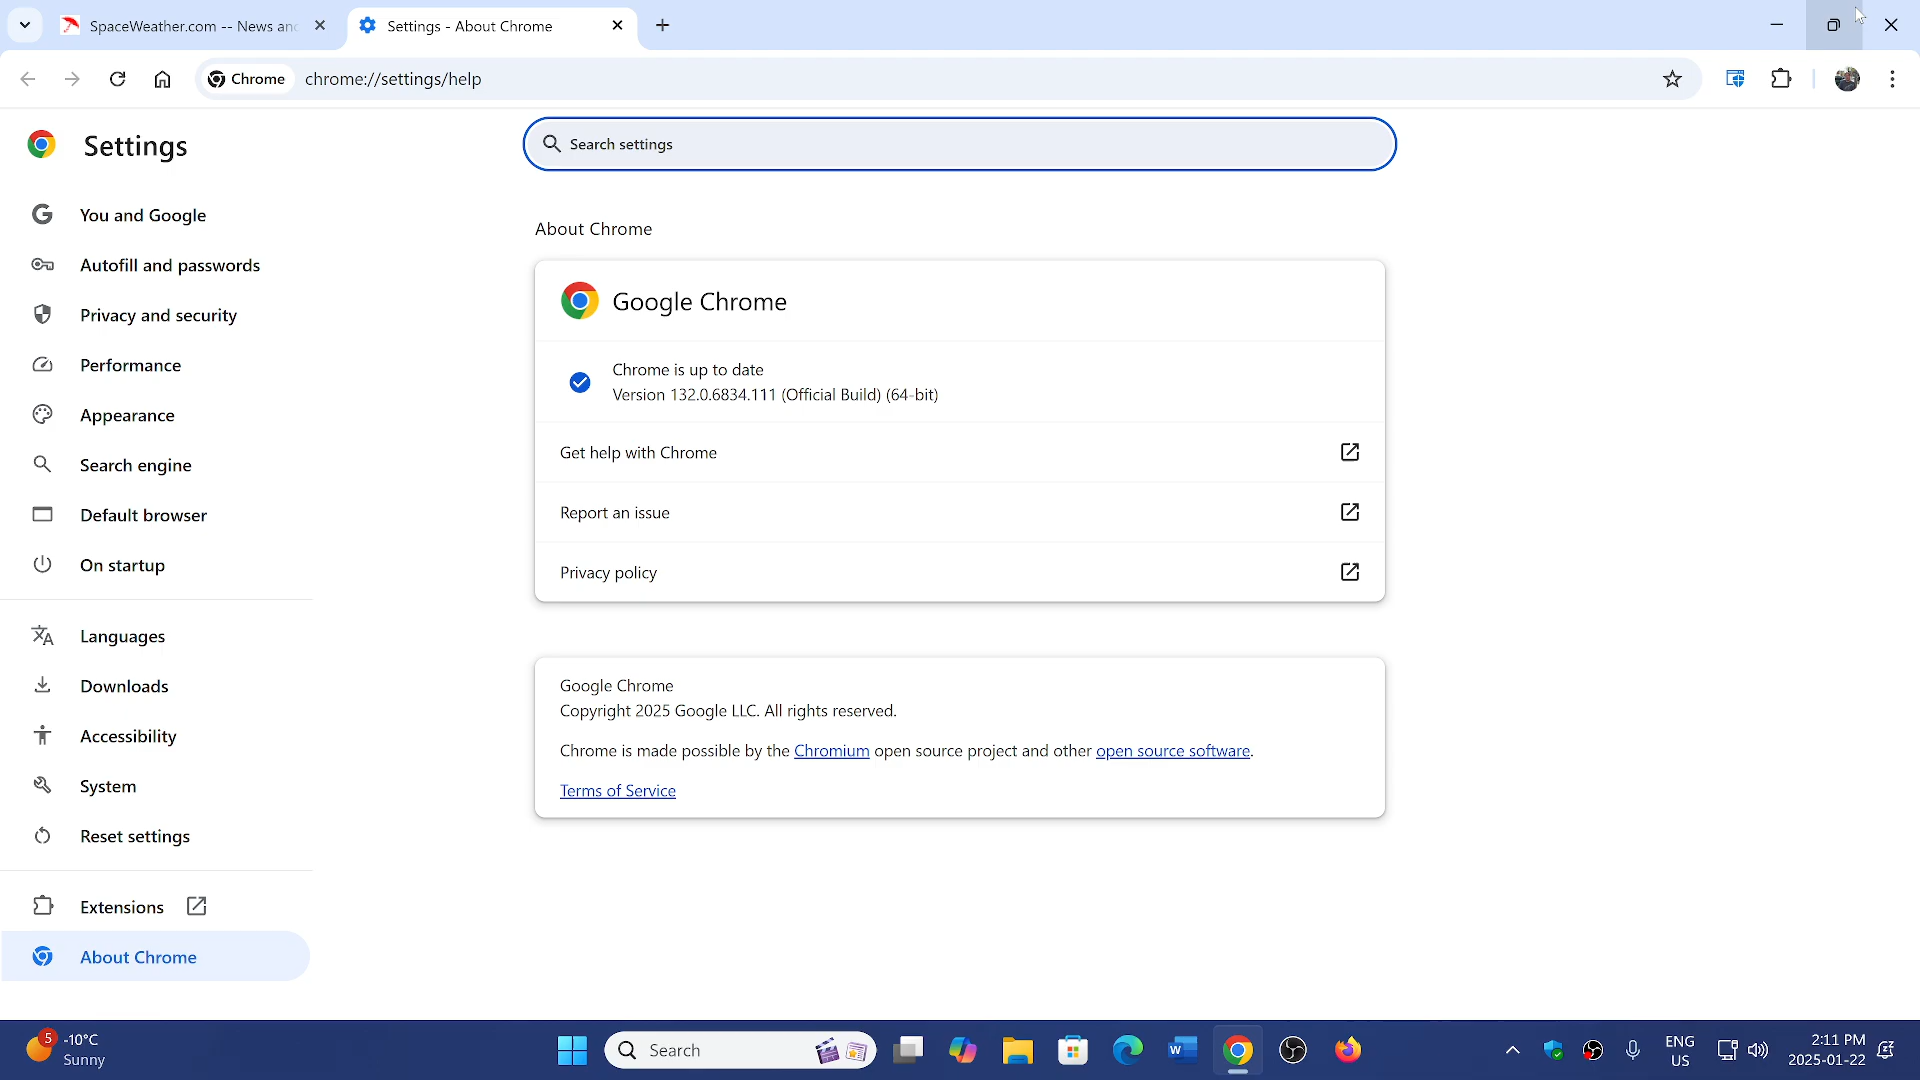 SpaceWeather.com -- News an
Settings - About Chrome
Chrome
chrome://settings/help
Settings
Search settings
You and Google
Autofill and passwords
Privacy and security
Performance
Appearance
Search engine
Default browser
On startup
Languages
Downloads
Accessibility
System
Reset settings
Extensions
About Chrome
About Chrome
Google Chrome
Chrome is up to date
Version 132.0.6834.111 (Official Build) (64-bit)
Get help with Chrome
Report an issue
Privacy policy
Google Chrome
Copyright 2025 Google LLC. All rights reserved.
Chrome is made possible by the Chromium open source project and other open source software.
Terms of Service
5
-10°C
Sunny
Search
ENG
US
2:11 PM
2025-01-22